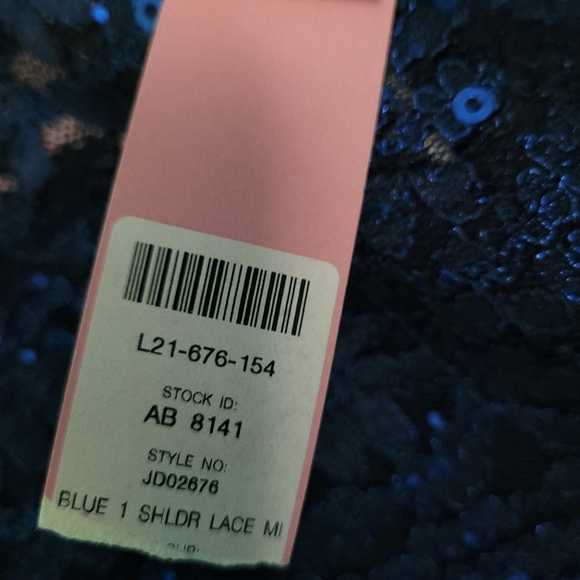 L21-676-154
STOCK ID:
AB 8141
STYLE NO:
JD02676
BLUE 1 SHLDR LACE MI